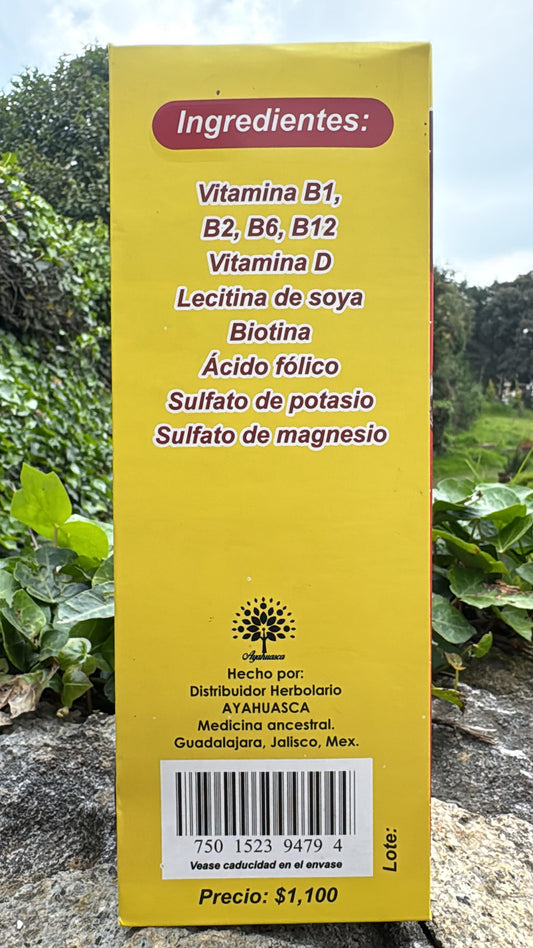 Ingredientes:
Vitamina B1,
B2, B6, B12
Vitamina D
Lecitina de soya
Biotina
Ácido fólico
Sulfato de potasio
Sulfato de magnesio
Ayahuasca
Hecho por:
Distribuidor Herbolario
AYAHUASCA
Medicina ancestral.
Guadalajara, Jalisco, Mex.
750 1523 9479 4
Vease caducidad en el envase
Lote:
Precio: $1,100